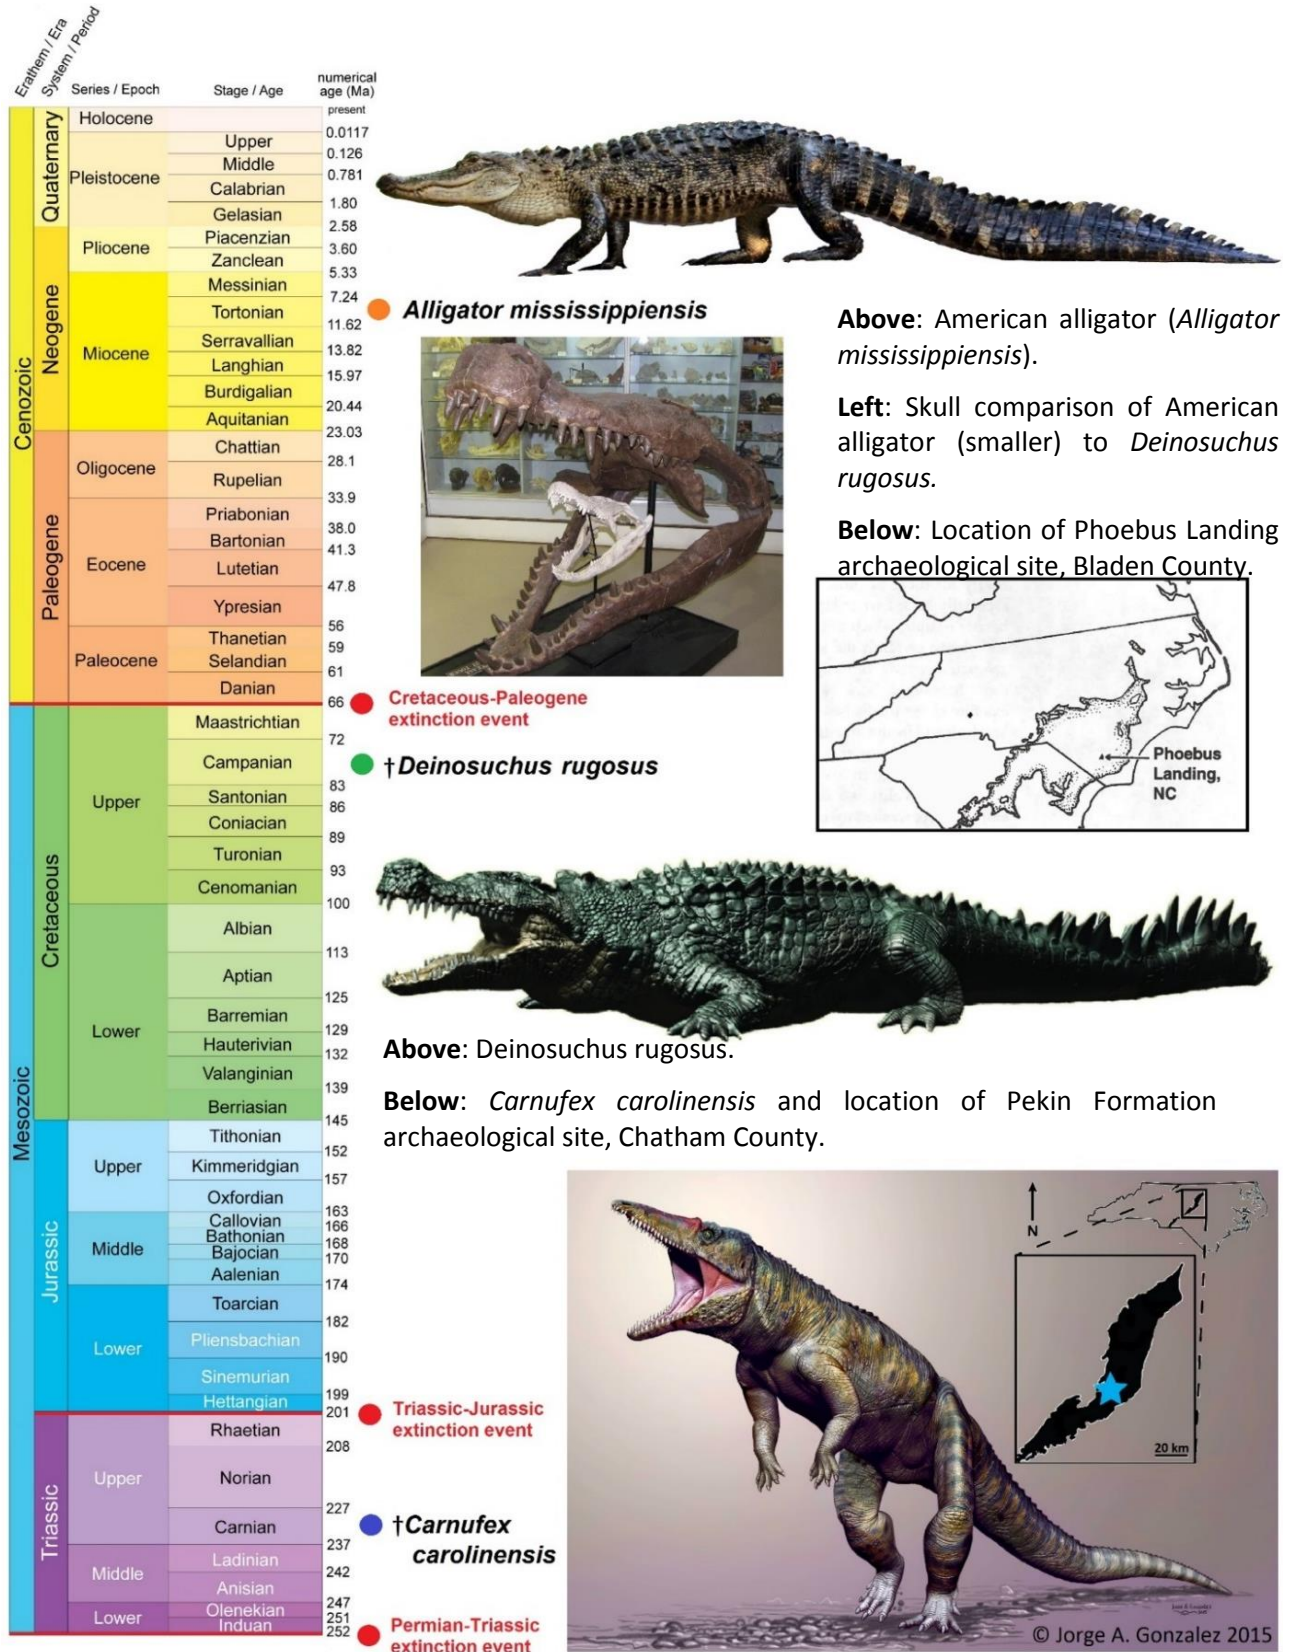 Erathem / Era
System / Period
Series / Epoch
Stage / Age
numerical
age (Ma)
present
Cenozoic
Quaternary
Holocene
0.0117
Pleistocene
Upper
0.126
Middle
0.781
Calabrian
1.80
Gelasian
2.58
Neogene
Pliocene
Piacenzian
3.60
Zanclean
5.33
Miocene
Messinian
7.24
Tortonian
11.62
Serravallian
13.82
Langhian
15.97
Burdigalian
20.44
Aquitanian
23.03
Paleogene
Oligocene
Chattian
28.1
Rupelian
33.9
Eocene
Priabonian
38.0
Bartonian
41.3
Lutetian
47.8
Ypresian
56
Paleocene
Thanetian
59
Selandian
61
Danian
66
Mesozoic
Cretaceous
Upper
Maastrichtian
72
Campanian
83
Santonian
86
Coniacian
89
Turonian
93
Cenomanian
100
Lower
Albian
113
Aptian
125
Barremian
129
Hauterivian
132
Valanginian
139
Berriasian
145
Jurassic
Upper
Tithonian
152
Kimmeridgian
157
Oxfordian
163
Middle
Callovian
166
Bathonian
168
Bajocian
170
Aalenian
174
Lower
Toarcian
182
Pliensbachian
190
Sinemurian
199
Hettangian
201
Triassic
Upper
Rhaetian
208
Norian
227
Carnian
237
Middle
Ladinian
242
Anisian
247
Lower
Olenekian
251
Induan
252
Alligator mississippiensis
Above: American alligator (Alligator
mississippiensis).
Left: Skull comparison of American
alligator (smaller) to Deinosuchus
rugosus.
Below: Location of Phoebus Landing
archaeological site, Bladen County.
Phoebus
Landing,
NC
Cretaceous-Paleogene
extinction event
†Deinosuchus rugosus
Above: Deinosuchus rugosus.
Below: Carnufex carolinensis and location of Pekin Formation
archaeological site, Chatham County.
N
20 km
Triassic-Jurassic
extinction event
†Carnufex
carolinensis
Permian-Triassic
extinction event
© Jorge A. Gonzalez 2015